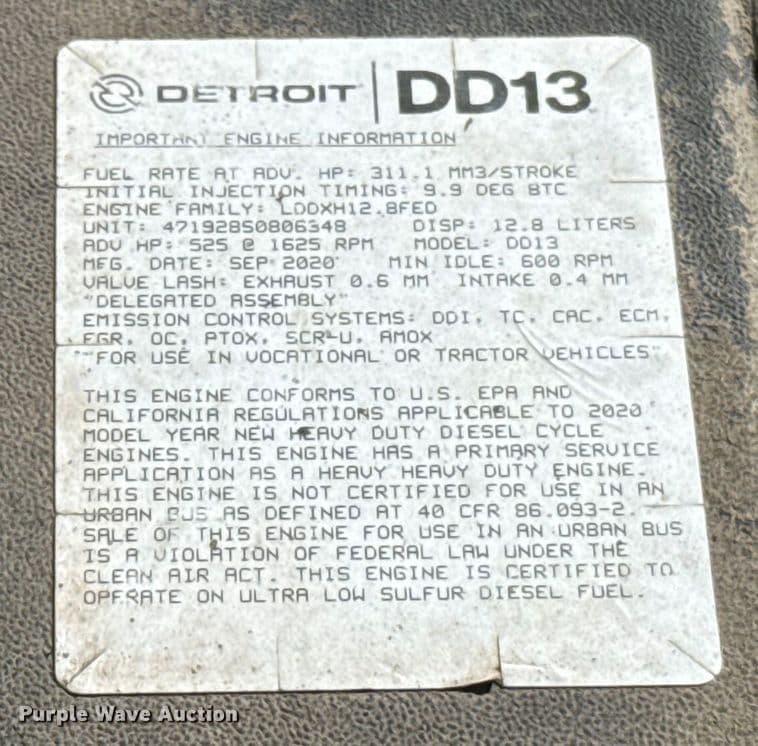 DETROIT | DD13
IMPORTANT ENGINE INFORMATION
FUEL RATE AT ADV. HP: 311.1 MM3/STROKE
INITIAL INJECTION TIMING: 9.9 DEG BTC
ENGINE FAMILY: LDDXH12.8FED
UNIT: 471928S0806348 DISP: 12.8 LITERS
ADV HP: 525 @ 1625 RPM MODEL: DD13
MFG. DATE: SEP 2020 MIN IDLE: 600 RPM
VALVE LASH: EXHAUST 0.6 MM INTAKE 0.4 MM
"DELEGATED ASSEMBLY"
EMISSION CONTROL SYSTEMS: DDI, TC, CAC, ECM,
EGR, OC, PTOX, SCR-U, AMOX
"FOR USE IN VOCATIONAL OR TRACTOR VEHICLES"
THIS ENGINE CONFORMS TO U.S. EPA AND
CALIFORNIA REGULATIONS APPLICABLE TO 2020
MODEL YEAR NEW HEAVY DUTY DIESEL CYCLE
ENGINES. THIS ENGINE HAS A PRIMARY SERVICE
APPLICATION AS A HEAVY HEAVY DUTY ENGINE.
THIS ENGINE IS NOT CERTIFIED FOR USE IN AN
URBAN BUS AS DEFINED AT 40 CFR 86.093-2.
SALE OF THIS ENGINE FOR USE IN AN URBAN BUS
IS A VIOLATION OF FEDERAL LAW UNDER THE
CLEAN AIR ACT. THIS ENGINE IS CERTIFIED TO
OPERATE ON ULTRA LOW SULFUR DIESEL FUEL.
Purple Wave Auction